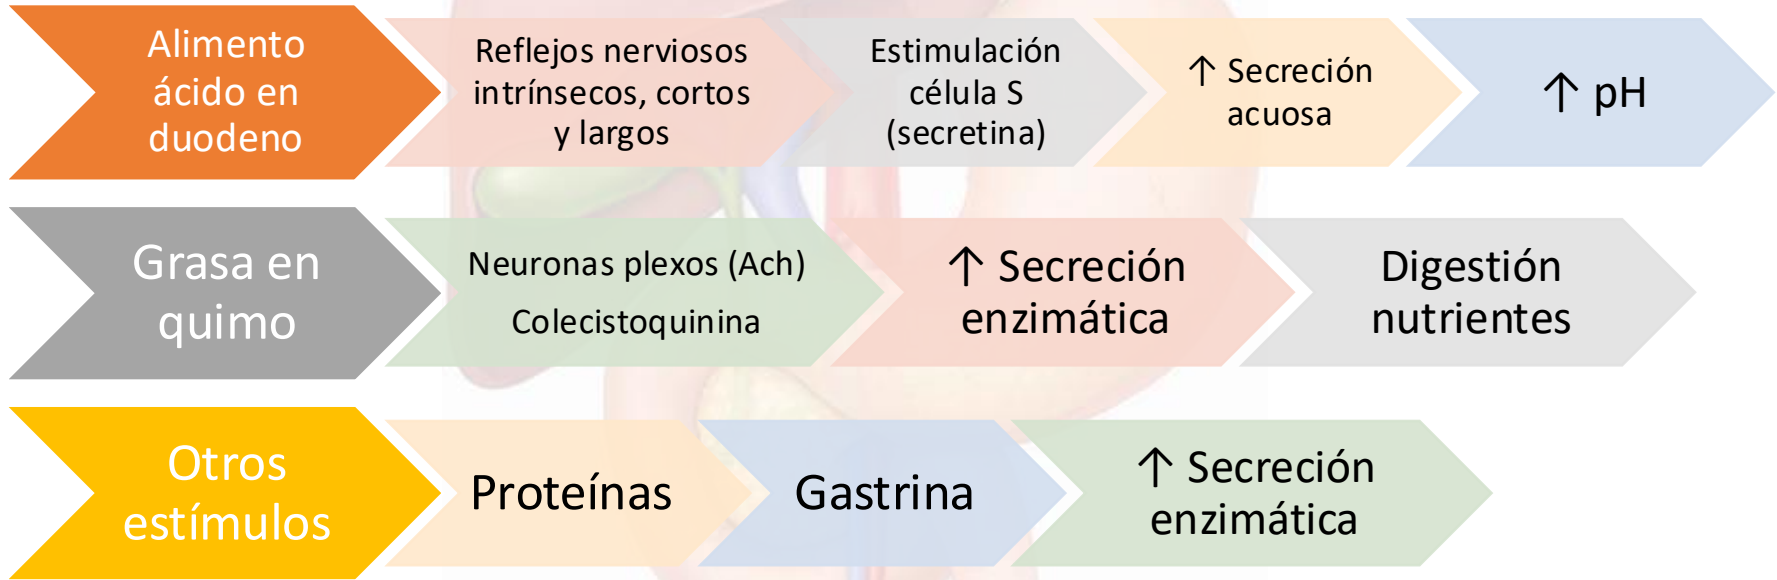 Alimento
ácido en
duodeno
Reflejos nerviosos
intrínsecos, cortos
y largos
Estimulación
célula S
(secretina)
↑ Secreción
acuosa
↑ pH
Grasa en
quimo
Neuronas plexos (Ach)
Colecistoquinina
↑ Secreción
enzimática
Digestión
nutrientes
Otros
estímulos
Proteínas
Gastrina
↑ Secreción
enzimática